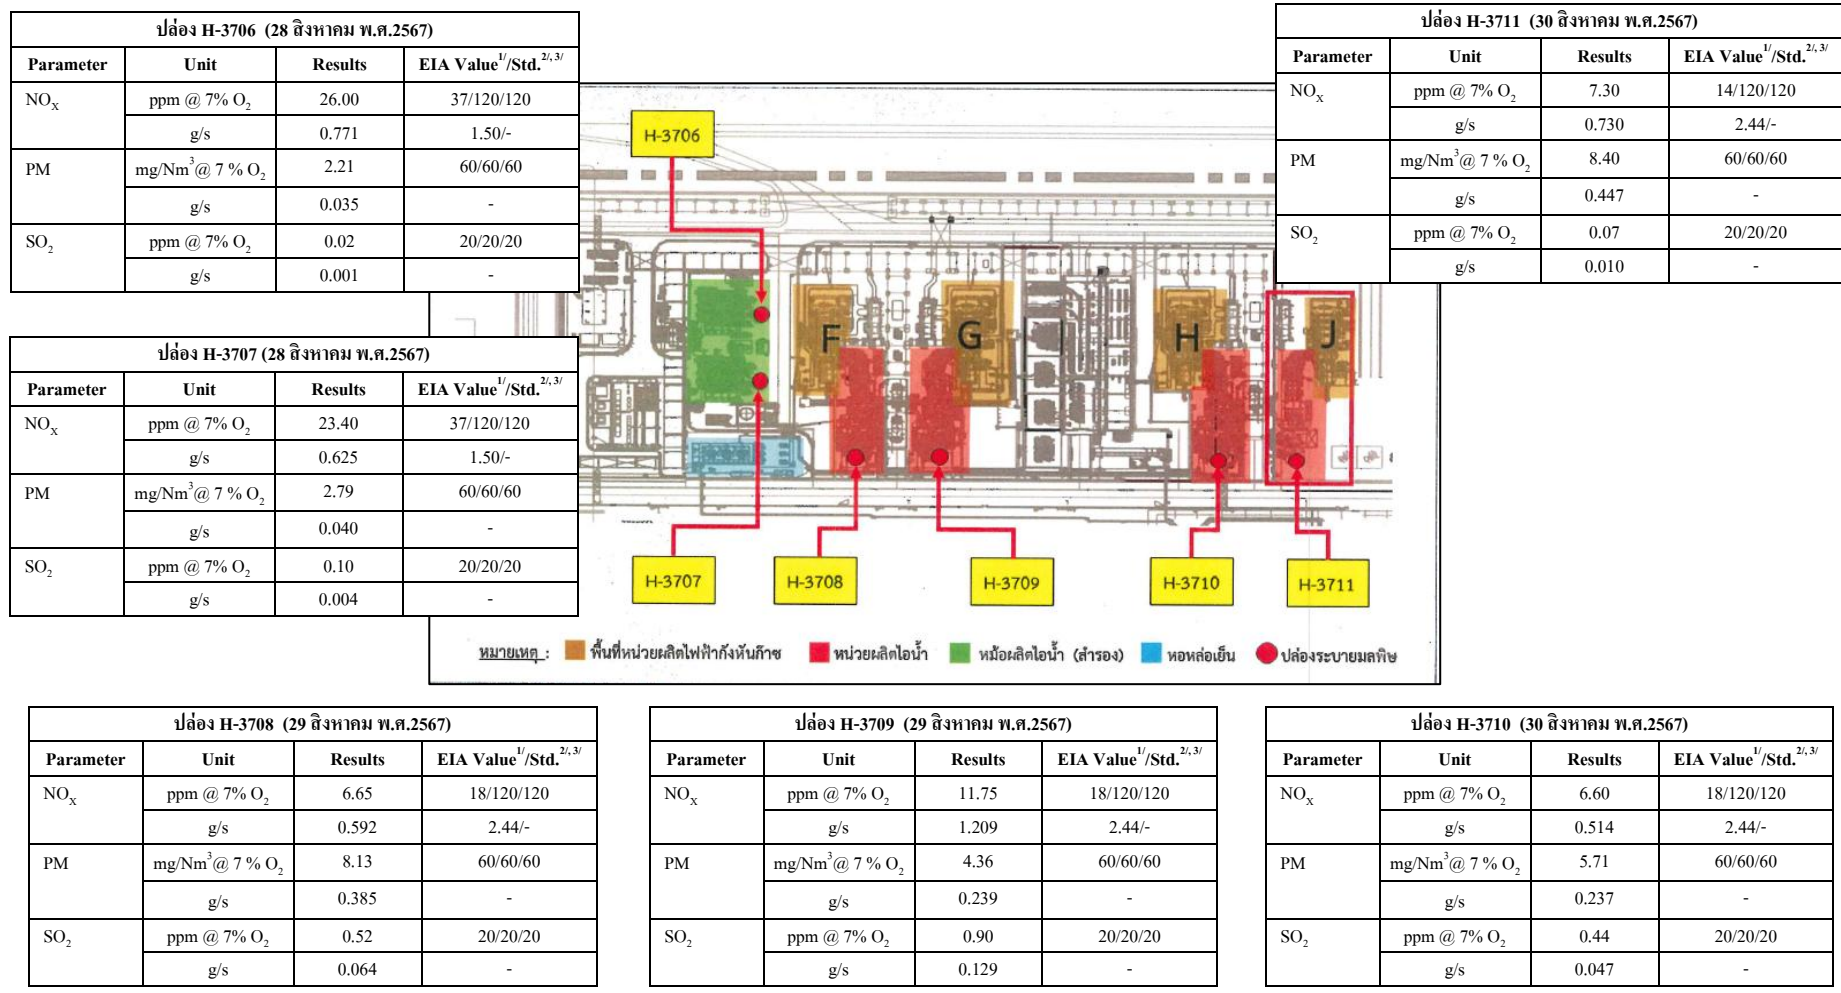 ปล่อง H-3706 (28 สิงหาคม พ.ศ.2567)
Parameter Unit Results EIA Value1/ /Std.2/, 3/
NOX ppm @ 7% O2 26.00 37/120/120
g/s 0.771 1.50/-
PM mg/Nm3@ 7 % O2 2.21 60/60/60
g/s 0.035 -
SO2 ppm @ 7% O2 0.02 20/20/20
g/s 0.001 -
ปล่อง H-3711 (30 สิงหาคม พ.ศ.2567)
Parameter Unit Results EIA Value1/ /Std.2/, 3/
NOX ppm @ 7% O2 7.30 14/120/120
g/s 0.730 2.44/-
PM mg/Nm3@ 7 % O2 8.40 60/60/60
g/s 0.447 -
SO2 ppm @ 7% O2 0.07 20/20/20
g/s 0.010 -
ปล่อง H-3707 (28 สิงหาคม พ.ศ.2567)
Parameter Unit Results EIA Value1/ /Std.2/, 3/
NOX ppm @ 7% O2 23.40 37/120/120
g/s 0.625 1.50/-
PM mg/Nm3@ 7 % O2 2.79 60/60/60
g/s 0.040 -
SO2 ppm @ 7% O2 0.10 20/20/20
g/s 0.004 -
H-3706
F G H J
H-3707 H-3708 H-3709 H-3710 H-3711
หมายเหตุ : พื้นที่หน่วยผลิตไฟฟ้ากังหันก๊าซ หน่วยผลิตไอน้ำ หม้อผลิตไอน้ำ (สำรอง) หอหล่อเย็น ปล่องระบายมลพิษ
ปล่อง H-3708 (29 สิงหาคม พ.ศ.2567)
Parameter Unit Results EIA Value1/ /Std.2/, 3/
NOX ppm @ 7% O2 6.65 18/120/120
g/s 0.592 2.44/-
PM mg/Nm3@ 7 % O2 8.13 60/60/60
g/s 0.385 -
SO2 ppm @ 7% O2 0.52 20/20/20
g/s 0.064 -
ปล่อง H-3709 (29 สิงหาคม พ.ศ.2567)
Parameter Unit Results EIA Value1/ /Std.2/, 3/
NOX ppm @ 7% O2 11.75 18/120/120
g/s 1.209 2.44/-
PM mg/Nm3@ 7 % O2 4.36 60/60/60
g/s 0.239 -
SO2 ppm @ 7% O2 0.90 20/20/20
g/s 0.129 -
ปล่อง H-3710 (30 สิงหาคม พ.ศ.2567)
Parameter Unit Results EIA Value1/ /Std.2/, 3/
NOX ppm @ 7% O2 6.60 18/120/120
g/s 0.514 2.44/-
PM mg/Nm3@ 7 % O2 5.71 60/60/60
g/s 0.237 -
SO2 ppm @ 7% O2 0.44 20/20/20
g/s 0.047 -